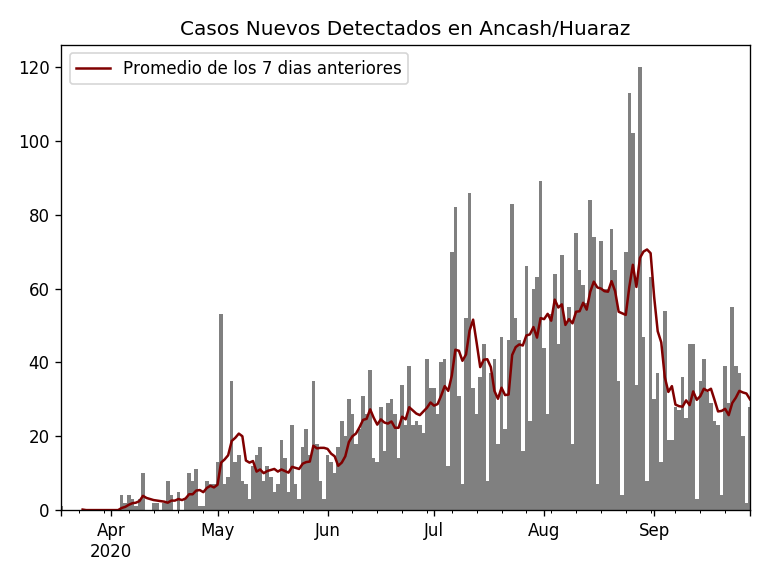 Casos Nuevos Detectados en Ancash/Huaraz
Promedio de los 7 dias anteriores
120
100
80
60
40
20
0
Apr May Jun Jul Aug Sep
2020